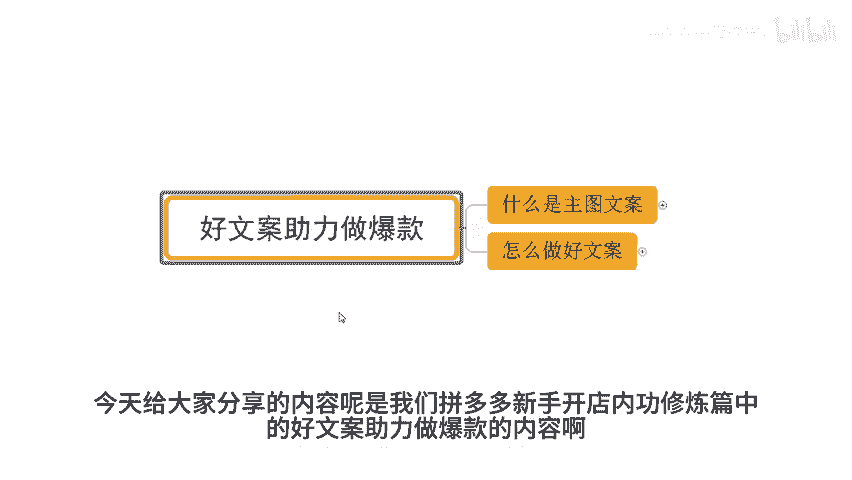 bilibili
什么是主图文案
好文案助力做爆款
怎么做好文案
今天给大家分享的内容呢是我们拼多多新手开店内功修炼篇中
的好文案助力做爆款的内容啊